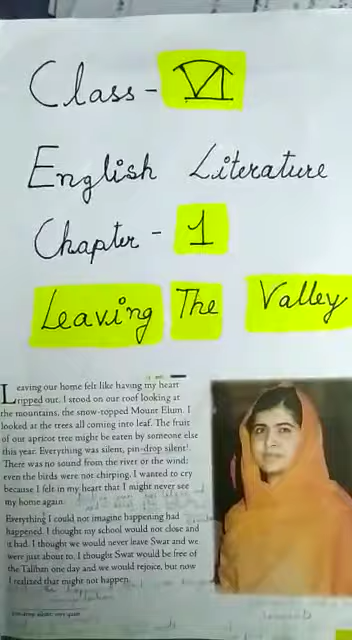 Class - VI
English Literature
Chapter - 1
Leaving The Valley
Leaving our home felt like having my heart
ripped out. I stood on our roof looking at
the mountains, the snow-topped Mount Elum. I
looked at the trees all coming into leaf. The fruit
of our apricot tree might be eaten by someone else
this year. Everything was silent, pin-drop silent¹.
There was no sound from the river or the wind;
even the birds were not chirping. I wanted to cry
because I felt in my heart that I might never see
my home again.
Everything I could not imagine happening had
happened. I thought my school would not close and
it had. I thought we would never leave Swat and we
were just about to. I thought Swat would be free of
the Taliban one day and we would rejoice, but now
I realized that might not happen.